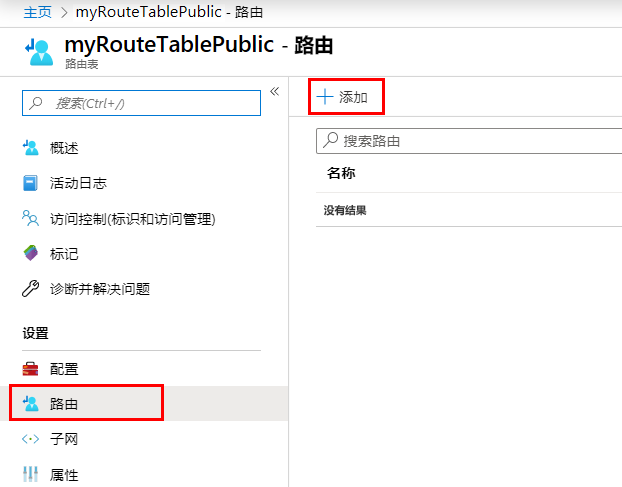 主页 > myRouteTablePublic - 路由
myRouteTablePublic - 路由
路由表
搜索(Ctrl+/)
«
概述
活动日志
访问控制(标识和访问管理)
标记
诊断并解决问题
设置
配置
路由
子网
属性
+ 添加
搜索路由
名称
没有结果